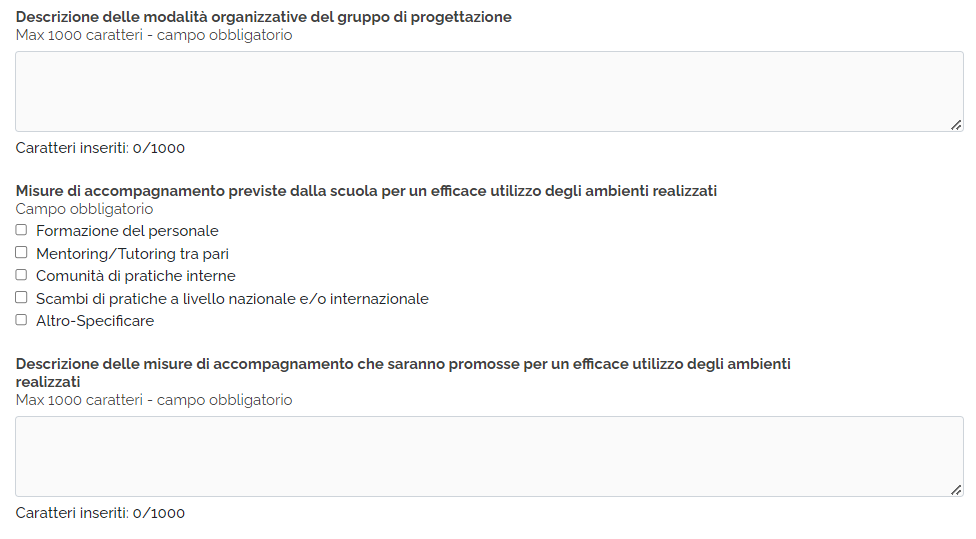 Descrizione delle modalità organizzative del gruppo di progettazione
Max 1000 caratteri - campo obbligatorio
Caratteri inseriti: 0/1000
Misure di accompagnamento previste dalla scuola per un efficace utilizzo degli ambienti realizzati
Campo obbligatorio
Formazione del personale
Mentoring/Tutoring tra pari
Comunità di pratiche interne
Scambi di pratiche a livello nazionale e/o internazionale
Altro-Specificare
Descrizione delle misure di accompagnamento che saranno promosse per un efficace utilizzo degli ambienti
realizzati
Max 1000 caratteri - campo obbligatorio
Caratteri inseriti: 0/1000